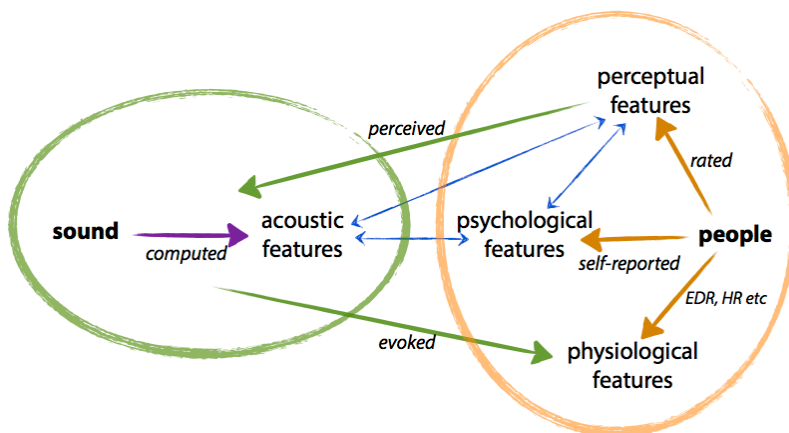 perceptual
features
perceived
rated
sound
acoustic
features
psychological
features
people
computed
self-reported
EDR, HR etc
evoked
physiological
features